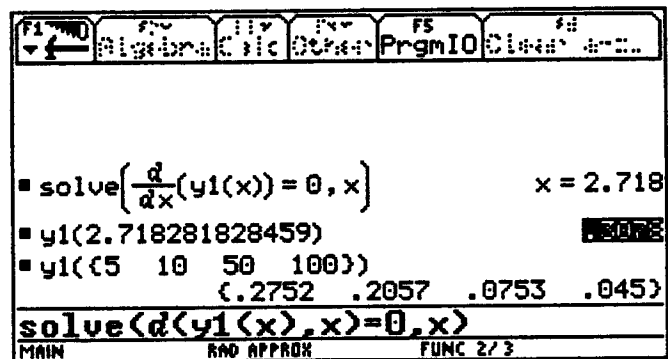 F1 Algebra Calc Other F5 PrgmIO Clean
solve(d/dx(y1(x)) = 0, x) x = 2.718
y1(2.718281828459)
y1({5 10 50 100})
{.2752 .2057 .0753 .045}
solve(d(y1(x),x)=0,x)
MAIN RAD APPROX FUNC 2/3